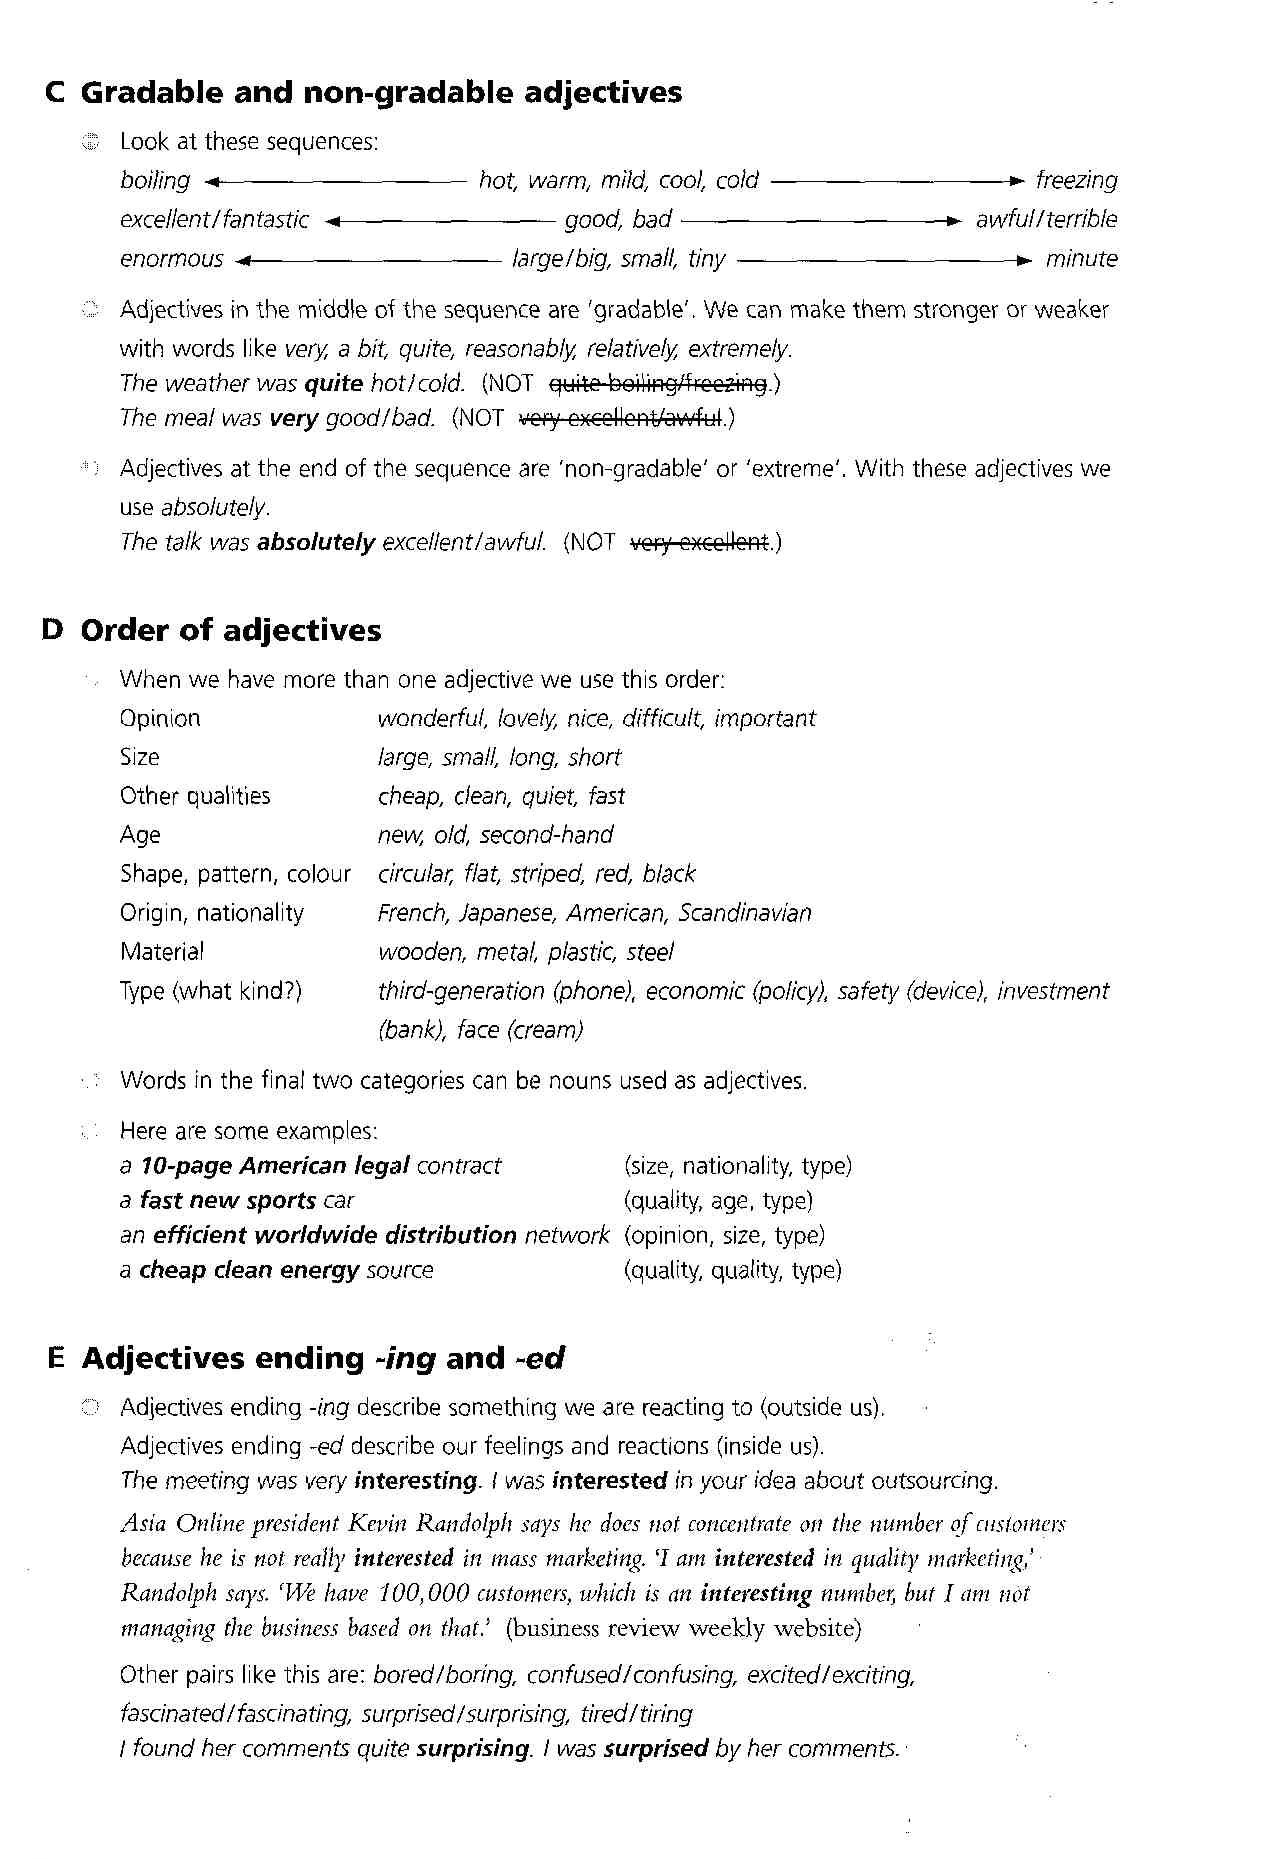 C Gradable and non-gradable adjectives
Look at these sequences:
boiling hot, warm, mild, cool, cold freezing
excellent/fantastic good, bad awful/terrible
enormous large/big, small, tiny minute
Adjectives in the middle of the sequence are 'gradable'. We can make them stronger or weaker
with words like very, a bit, quite, reasonably, relatively, extremely.
The weather was quite hot/cold. (NOT quite boiling/freezing.)
The meal was very good/bad. (NOT very excellent/awful.)
Adjectives at the end of the sequence are 'non-gradable' or 'extreme'. With these adjectives we
use absolutely.
The talk was absolutely excellent/awful. (NOT very excellent.)
D Order of adjectives
When we have more than one adjective we use this order:
Opinion wonderful, lovely, nice, difficult, important
Size large, small, long, short
Other qualities cheap, clean, quiet, fast
Age new, old, second-hand
Shape, pattern, colour circular, flat, striped, red, black
Origin, nationality French, Japanese, American, Scandinavian
Material wooden, metal, plastic, steel
Type (what kind?) third-generation (phone), economic (policy), safety (device), investment
(bank), face (cream)
Words in the final two categories can be nouns used as adjectives.
Here are some examples:
a 10-page American legal contract (size, nationality, type)
a fast new sports car (quality, age, type)
an efficient worldwide distribution network (opinion, size, type)
a cheap clean energy source (quality, quality, type)
E Adjectives ending -ing and -ed
Adjectives ending -ing describe something we are reacting to (outside us).
Adjectives ending -ed describe our feelings and reactions (inside us).
The meeting was very interesting. I was interested in your idea about outsourcing.
Asia Online president Kevin Randolph says he does not concentrate on the number of customers
because he is not really interested in mass marketing. 'I am interested in quality marketing,'
Randolph says. 'We have 100,000 customers, which is an interesting number, but I am not
managing the business based on that.' (business review weekly website)
Other pairs like this are: bored/boring, confused/confusing, excited/exciting,
fascinated/fascinating, surprised/surprising, tired/tiring
I found her comments quite surprising. I was surprised by her comments.